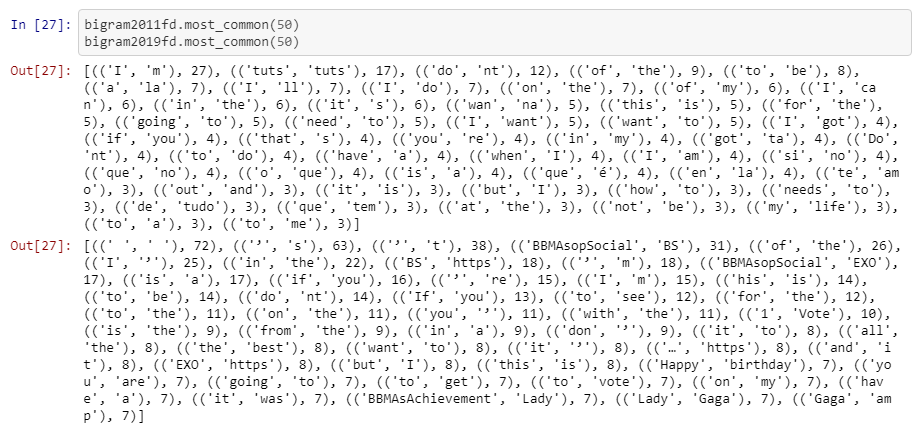 In [27]: bigram2011fd.most_common(50)
bigram2019fd.most_common(50)
Out[27]: [(('I', 'm'), 27), (('tuts', 'tuts'), 17), (('do', 'nt'), 12), (('of', 'the'), 9), (('to', 'be'), 8),
(('a', 'la'), 7), (('I', 'll'), 7), (('I', 'do'), 7), (('on', 'the'), 7), (('of', 'my'), 6), (('I', 'ca
n'), 6), (('in', 'the'), 6), (('it', 's'), 6), (('wan', 'na'), 5), (('this', 'is'), 5), (('for', 'the'),
5), (('going', 'to'), 5), (('need', 'to'), 5), (('I', 'want'), 5), (('want', 'to'), 5), (('I', 'got'), 4),
(('if', 'you'), 4), (('that', 's'), 4), (('you', 're'), 4), (('in', 'my'), 4), (('got', 'ta'), 4), (('Do',
'nt'), 4), (('to', 'do'), 4), (('have', 'a'), 4), (('when', 'I'), 4), (('I', 'am'), 4), (('si', 'no'), 4),
(('que', 'no'), 4), (('o', 'que'), 4), (('is', 'a'), 4), (('que', 'é'), 4), (('en', 'la'), 4), (('te', 'am
o'), 3), (('out', 'and'), 3), (('it', 'is'), 3), (('but', 'I'), 3), (('how', 'to'), 3), (('needs', 'to'),
3), (('de', 'tudo'), 3), (('que', 'tem'), 3), (('at', 'the'), 3), (('not', 'be'), 3), (('my', 'life'), 3),
(('to', 'a'), 3), (('to', 'me'), 3)]
Out[27]: [((' ', ' '), 72), (('’', 's'), 63), (('’', 't'), 38), (('BBMAsopSocial', 'BS'), 31), (('of', 'the'), 26),
(('I', '’'), 25), (('in', 'the'), 22), (('BS', 'https'), 18), (('’', 'm'), 18), (('BBMAsopSocial', 'EXO'),
17), (('is', 'a'), 17), (('if', 'you'), 16), (('’', 're'), 15), (('I', 'm'), 15), (('his', 'is'), 14),
(('to', 'be'), 14), (('do', 'nt'), 14), (('If', 'you'), 13), (('to', 'see'), 12), (('for', 'the'), 12),
(('to', 'the'), 11), (('on', 'the'), 11), (('you', '’'), 11), (('with', 'the'), 11), (('1', 'Vote'), 10),
(('is', 'the'), 9), (('from', 'the'), 9), (('in', 'a'), 9), (('don', '’'), 9), (('it', 'to'), 8), (('all',
'the'), 8), (('the', 'best'), 8), (('want', 'to'), 8), (('it', '’'), 8), (('…', 'https'), 8), (('and', 'i
t'), 8), (('EXO', 'https'), 8), (('but', 'I'), 8), (('this', 'is'), 8), (('Happy', 'birthday'), 7), (('yo
u', 'are'), 7), (('going', 'to'), 7), (('to', 'get'), 7), (('to', 'vote'), 7), (('on', 'my'), 7), (('hav
e', 'a'), 7), (('it', 'was'), 7), (('BBMAsAchievement', 'Lady'), 7), (('Lady', 'Gaga'), 7), (('Gaga', 'am
p'), 7)]